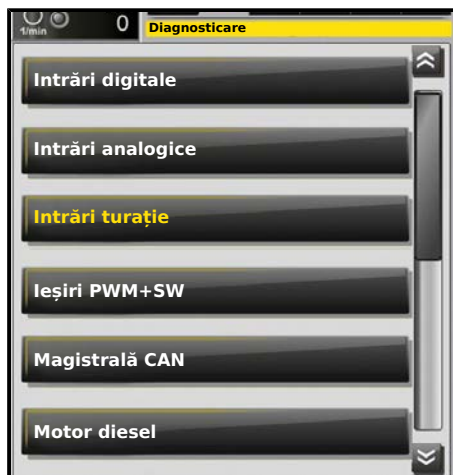 1/min 0 Diagnosticare
Intrări digitale
Intrări analogice
Intrări turație
Ieșiri PWM+SW
Magistrală CAN
Motor diesel